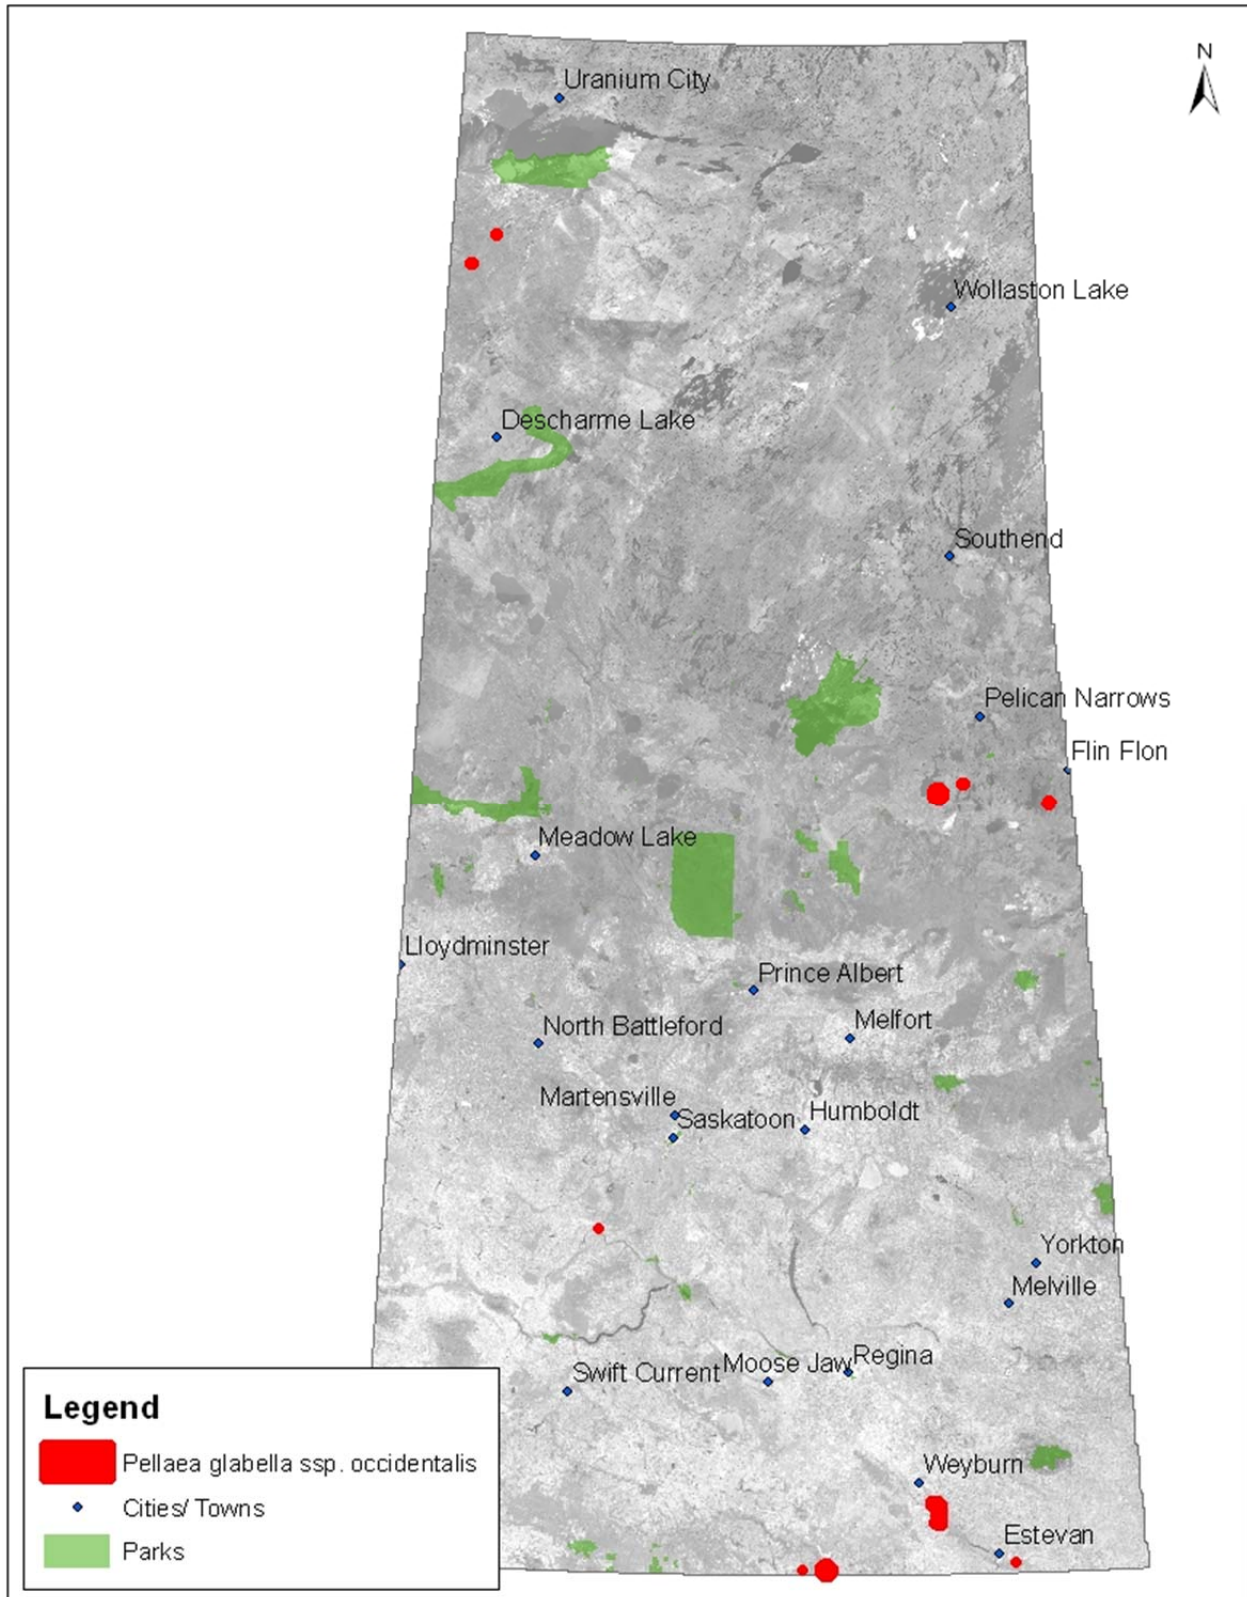 N
Uranium City
Wollaston Lake
Descharme Lake
Southend
Pelican Narrows
Flin Flon
Meadow Lake
Lloydminster
Prince Albert
North Battleford
Melfort
Martensville
Saskatoon
Humboldt
Yorkton
Melville
Swift Current
Moose Jaw
Regina
Weyburn
Estevan
Legend
Pellaea glabella ssp. occidentalis
Cities/ Towns
Parks